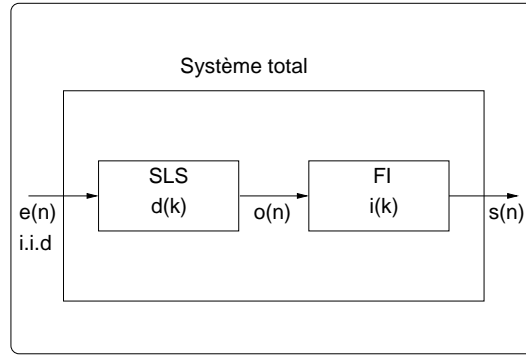 Système total
SLS
d(k)
FI
i(k)
e(n)
i.i.d
o(n)
s(n)